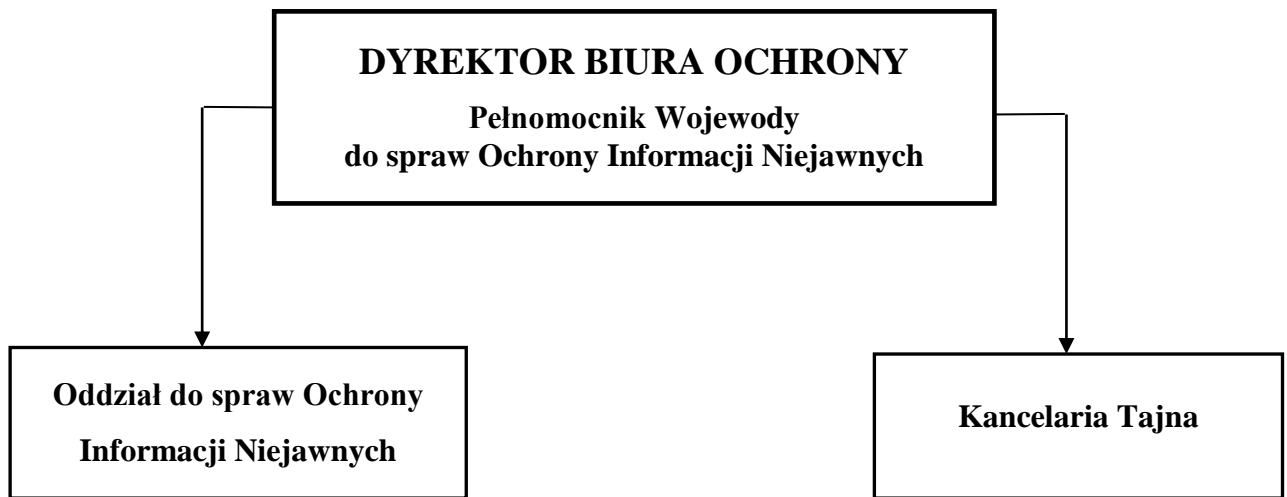 DYREKTOR BIURA OCHRONY
Pełnomocnik Wojewody
do spraw Ochrony Informacji Niejawnych
Oddział do spraw Ochrony
Informacji Niejawnych
Kancelaria Tajna